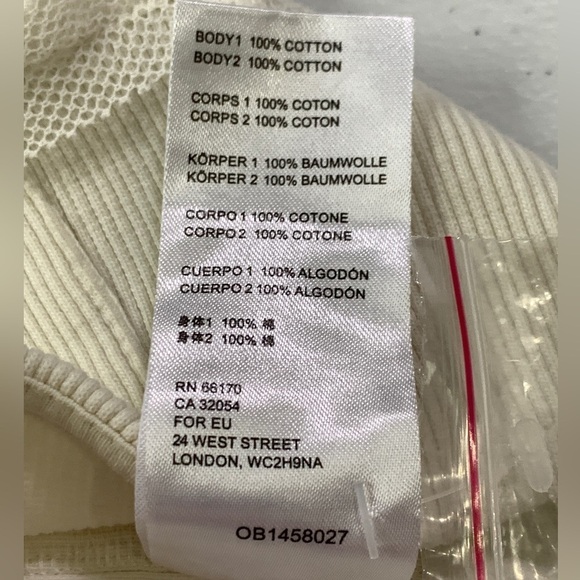 BODY1 100% COTTON
BODY2 100% COTTON
CORPS 1 100% COTON
CORPS 2 100% COTON
KÖRPER 1 100% BAUMWOLLE
KÖRPER 2 100% BAUMWOLLE
CORPO 1 100% COTONE
CORPO 2 100% COTONE
CUERPO 1 100% ALGODÓN
CUERPO 2 100% ALGODÓN
身体1 100% 棉
身体2 100% 棉
RN 66170
CA 32054
FOR EU
24 WEST STREET
LONDON, WC2H9NA
OB1458027